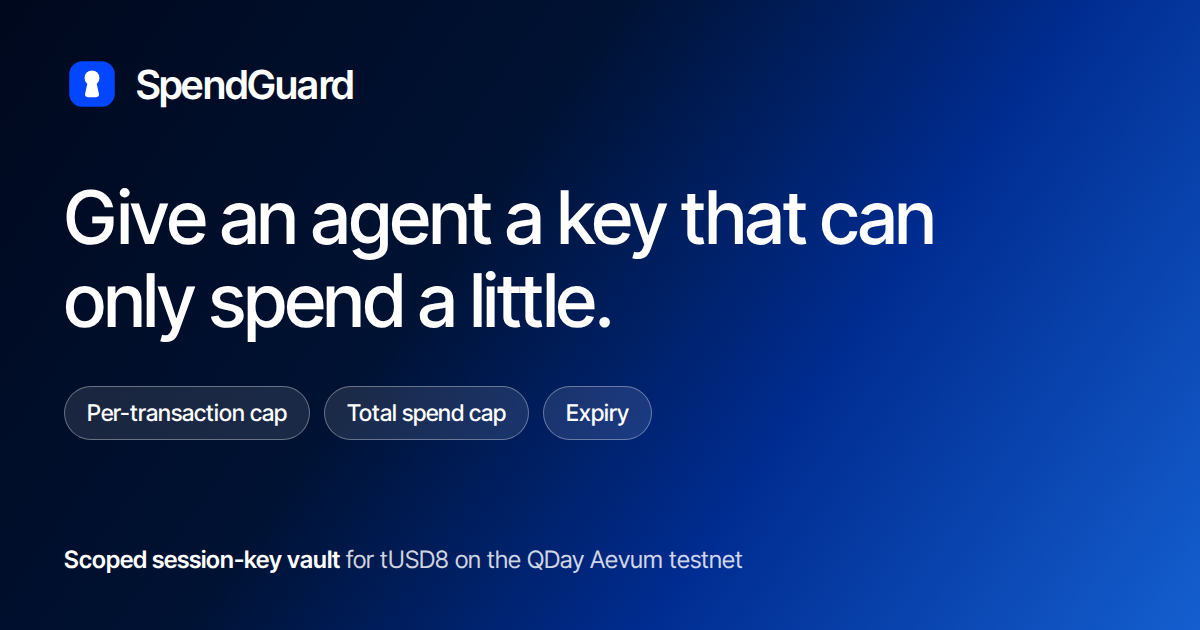 SpendGuard
Give an agent a key that can
only spend a little.
Per-transaction cap
Total spend cap
Expiry
Scoped session-key vault for tUSD8 on the QDay Aevum testnet